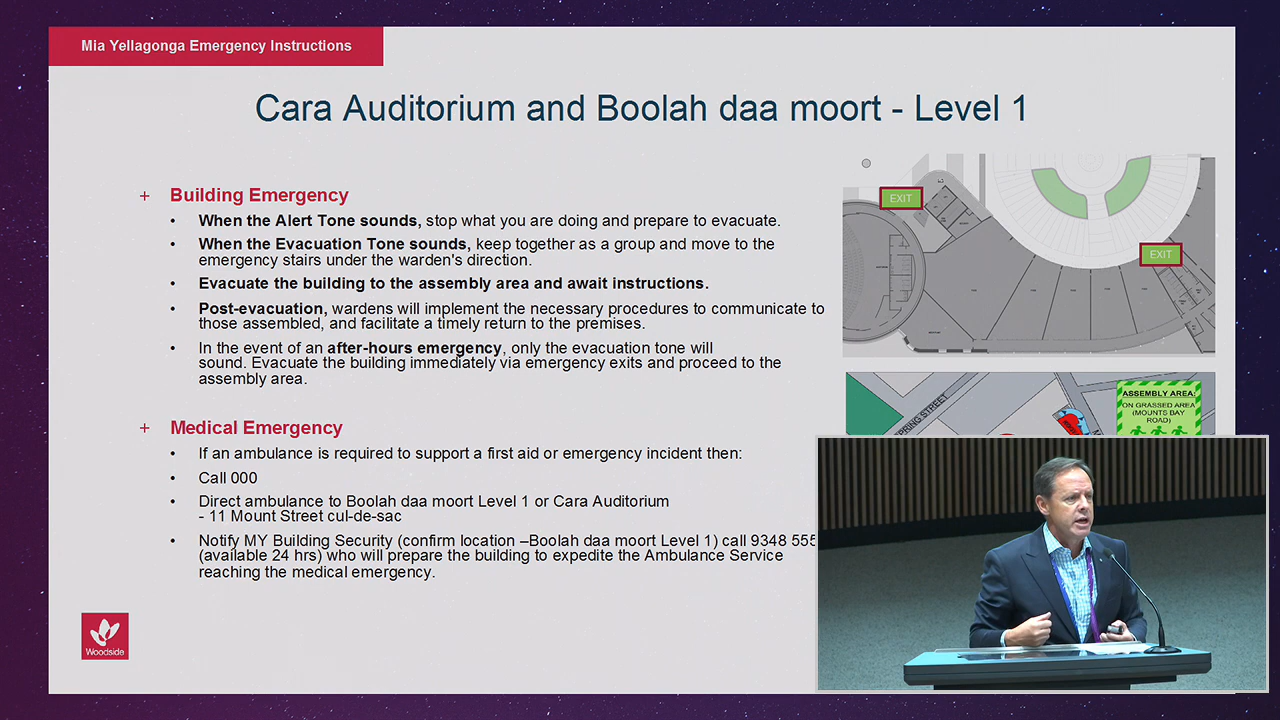 Mia Yellagonga Emergency Instructions
Cara Auditorium and Boolah daa moort - Level 1
+ Building Emergency
• When the Alert Tone sounds, stop what you are doing and prepare to evacuate.
• When the Evacuation Tone sounds, keep together as a group and move to the
emergency stairs under the warden's direction.
• Evacuate the building to the assembly area and await instructions.
• Post-evacuation, wardens will implement the necessary procedures to communicate to
those assembled, and facilitate a timely return to the premises.
• In the event of an after-hours emergency, only the evacuation tone will
sound. Evacuate the building immediately via emergency exits and proceed to the
assembly area.
+ Medical Emergency
• If an ambulance is required to support a first aid or emergency incident then:
• Call 000
• Direct ambulance to Boolah daa moort Level 1 or Cara Auditorium
- 11 Mount Street cul-de-sac
• Notify MY Building Security (confirm location –Boolah daa moort Level 1) call 9348 555
(available 24 hrs) who will prepare the building to expedite the Ambulance Service
reaching the medical emergency.
Woodside
EXIT
EXIT
SPRING STREET
ASSEMBLY AREA:
ON GRASSED AREA
(MOUNTS BAY
ROAD)